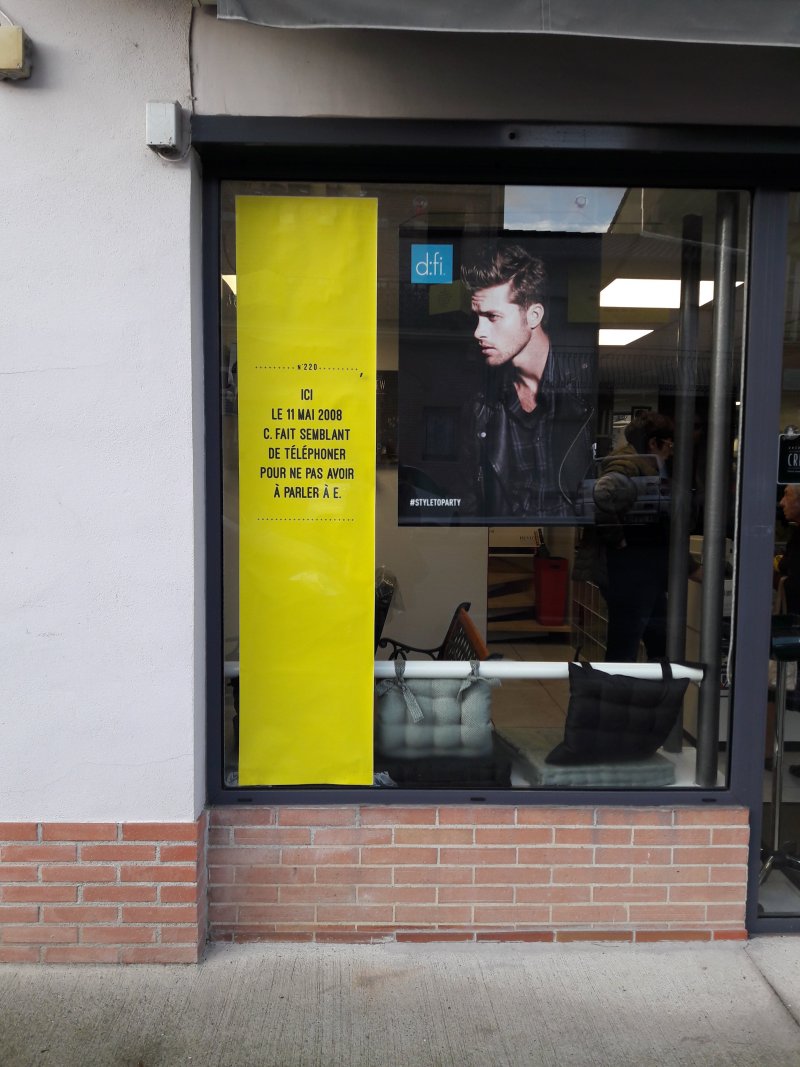 N°220
ICI
LE 11 MAI 2008
C. FAIT SEMBLANT
DE TÉLÉPHONER
POUR NE PAS AVOIR
À PARLER À E.
d:fi.
#STYLETOPARTY